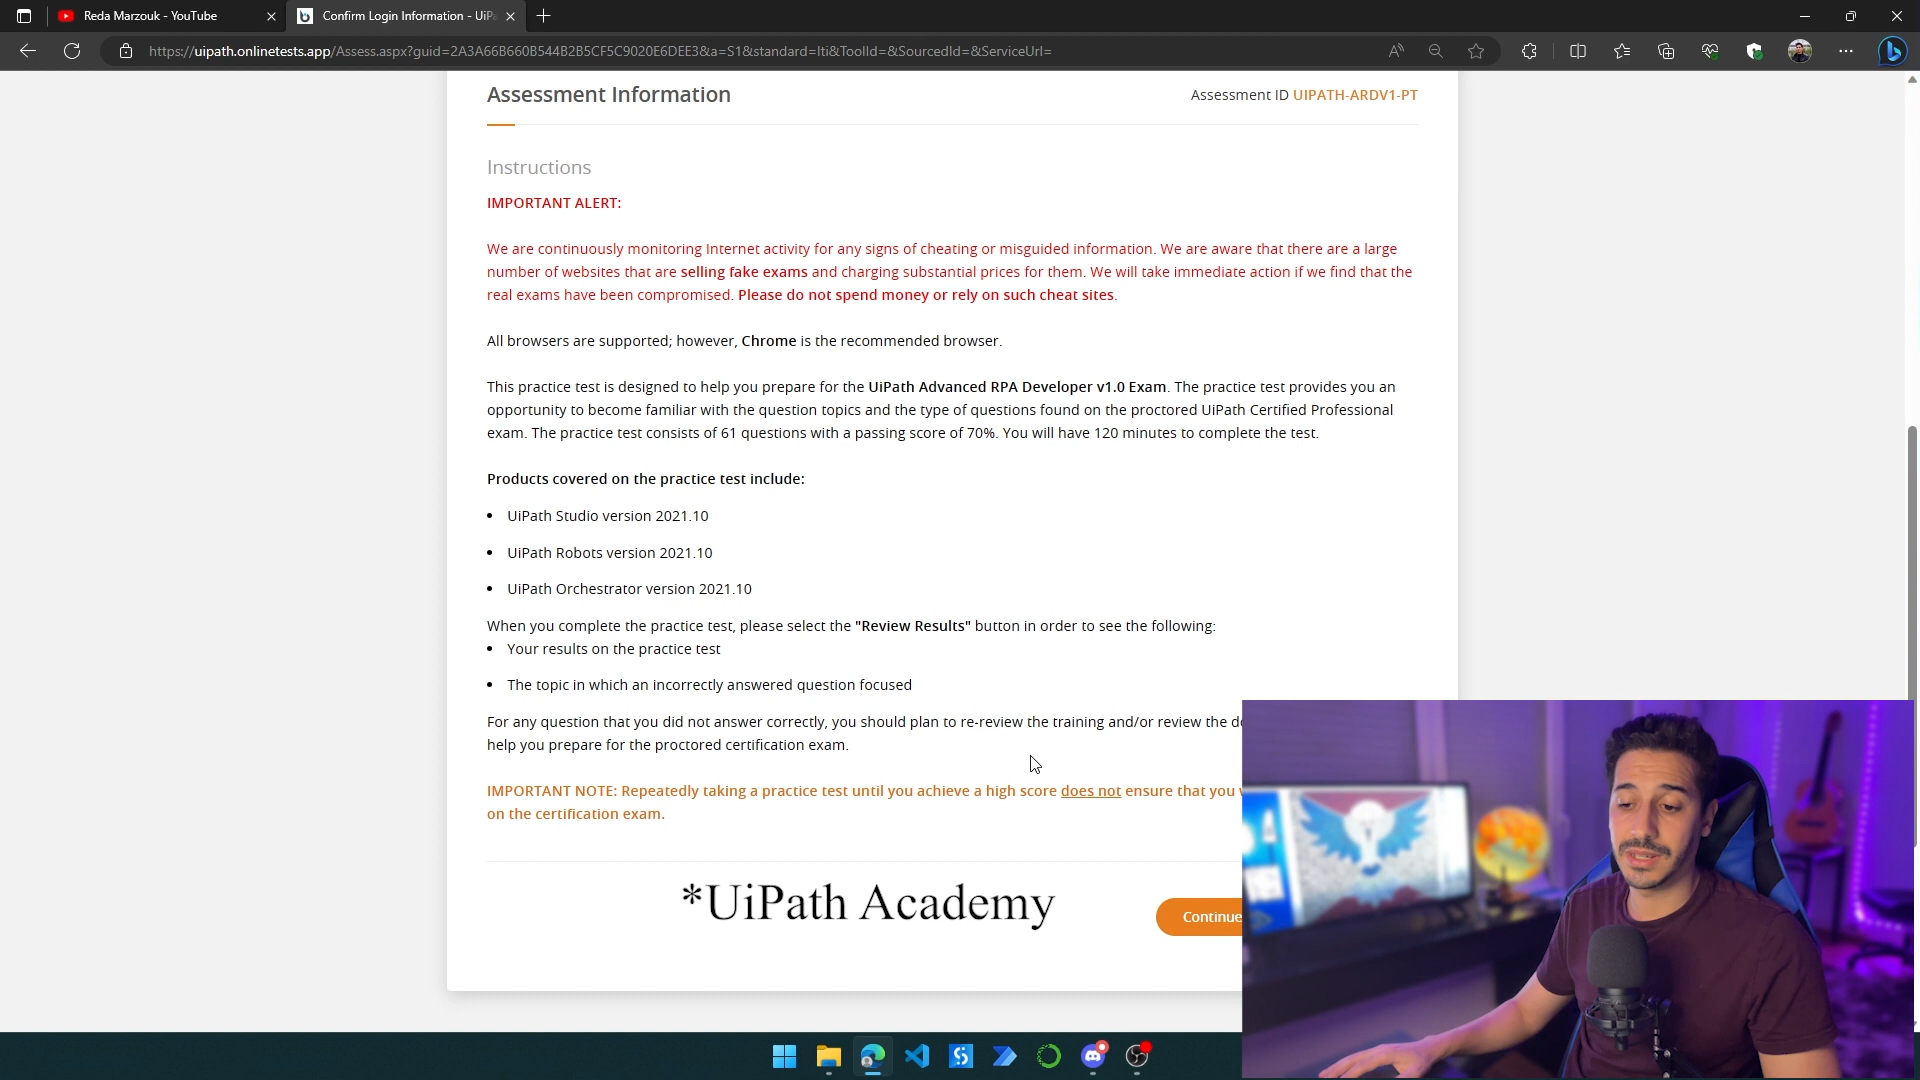 Reda Marzouk - YouTube
Confirm Login Information - UiPa
https://uipath.onlinetests.app/Assess.aspx?guid=2A3A66B660B544B2B5CF5C9020E6DEE3&a=S1&standard=lti&ToolId=&SourcedId=&ServiceUrl=
Assessment Information
Assessment ID UIPATH-ARDV1-PT
Instructions
IMPORTANT ALERT:
We are continuously monitoring Internet activity for any signs of cheating or misguided information. We are aware that there are a large
number of websites that are selling fake exams and charging substantial prices for them. We will take immediate action if we find that the
real exams have been compromised. Please do not spend money or rely on such cheat sites.
All browsers are supported; however, Chrome is the recommended browser.
This practice test is designed to help you prepare for the UiPath Advanced RPA Developer v1.0 Exam. The practice test provides you an
opportunity to become familiar with the question topics and the type of questions found on the proctored UiPath Certified Professional
exam. The practice test consists of 61 questions with a passing score of 70%. You will have 120 minutes to complete the test.
Products covered on the practice test include:
• UiPath Studio version 2021.10
• UiPath Robots version 2021.10
• UiPath Orchestrator version 2021.10
When you complete the practice test, please select the "Review Results" button in order to see the following:
• Your results on the practice test
• The topic in which an incorrectly answered question focused
For any question that you did not answer correctly, you should plan to re-review the training and/or review the
help you prepare for the proctored certification exam.
IMPORTANT NOTE: Repeatedly taking a practice test until you achieve a high score does not ensure that you
on the certification exam.
*UiPath Academy
Continue